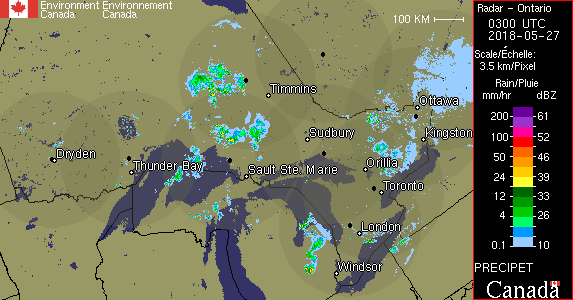 Environment Environnement
Canada Canada
100 KM
Timmins
Ottawa
Sudbury
Kingston
Dryden
Thunder Bay
Sault Ste. Marie
Orillia
Toronto
London
Windsor
Radar - Ontario
0300 UTC
2018-05-27
Scale/Échelle:
3.5 km/Pixel
Rain/Pluie
mm/hr dBZ
200 61
100 52
50 46
24 39
12 33
4 26
1 18
0.1 10
PRECIPET
Canada